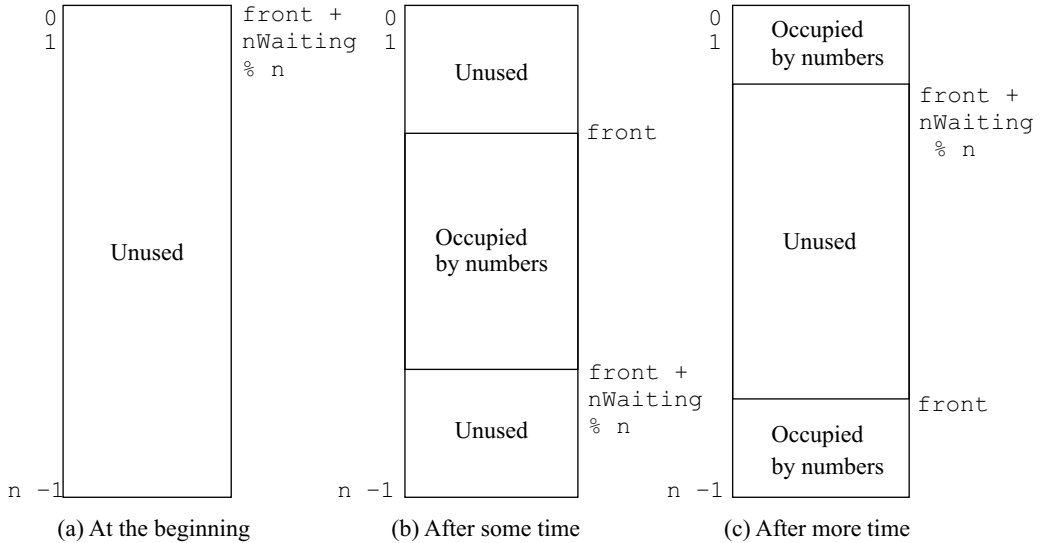 0
1
front +
nWaiting
% n
Unused
n −1
(a) At the beginning
0
1
Unused
front
Occupied
by numbers
front +
nWaiting
% n
Unused
n −1
(b) After some time
0
1
Occupied
by numbers
front +
nWaiting
% n
Unused
front
Occupied
by numbers
n −1
(c) After more time